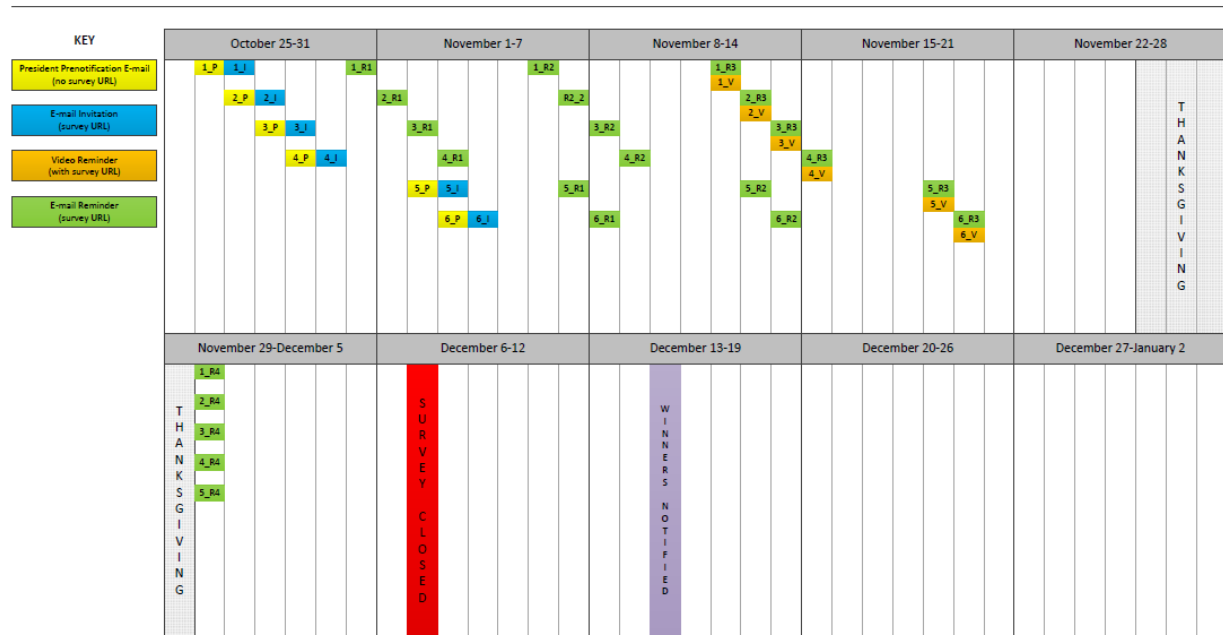 KEY
October 25-31 November 1-7 November 8-14 November 15-21 November 22-28
President Prenotification E-mail
(no survey URL)
E-mail Invitation
(survey URL)
Video Reminder
(with survey URL)
E-mail Reminder
(survey URL)
1_P 1_I 1_R1 1_R2 1_R3
1_V
2_P 2_I 2_R1 R2_2 2_R3
2_V
3_P 3_I 3_R1 3_R2 3_R3
3_V
4_P 4_I 4_R1 4_R2 4_R3
4_V
5_P 5_I 5_R1 5_R2 5_R3
5_V
6_P 6_I 6_R1 6_R2 6_R3
6_V
THANKSGIVING
November 29-December 5 December 6-12 December 13-19 December 20-26 December 27-January 2
THANKSGIVING
1_R4
2_R4
3_R4
4_R4
5_R4
SURVEY CLOSED
WINNERS NOTIFIED